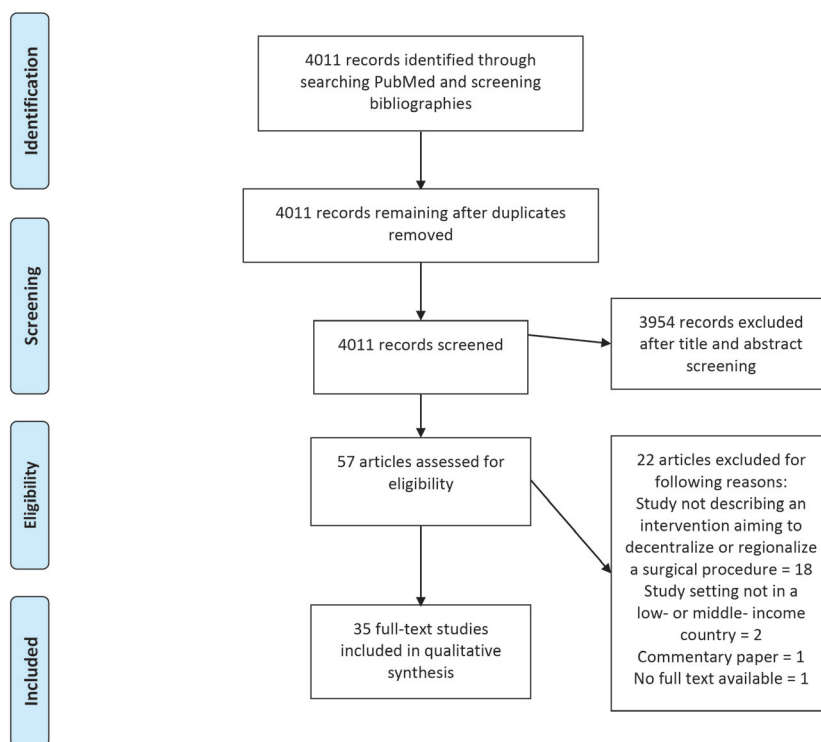 Identification
4011 records identified through
searching PubMed and screening
bibliographies
4011 records remaining after duplicates
removed
Screening
4011 records screened
3954 records excluded
after title and abstract
screening
Eligibility
57 articles assessed for
eligibility
22 articles excluded for
following reasons:
Study not describing an
intervention aiming to
decentralize or regionalize
a surgical procedure = 18
Study setting not in a
low- or middle- income
country = 2
Commentary paper = 1
No full text available = 1
Included
35 full-text studies
included in qualitative
synthesis